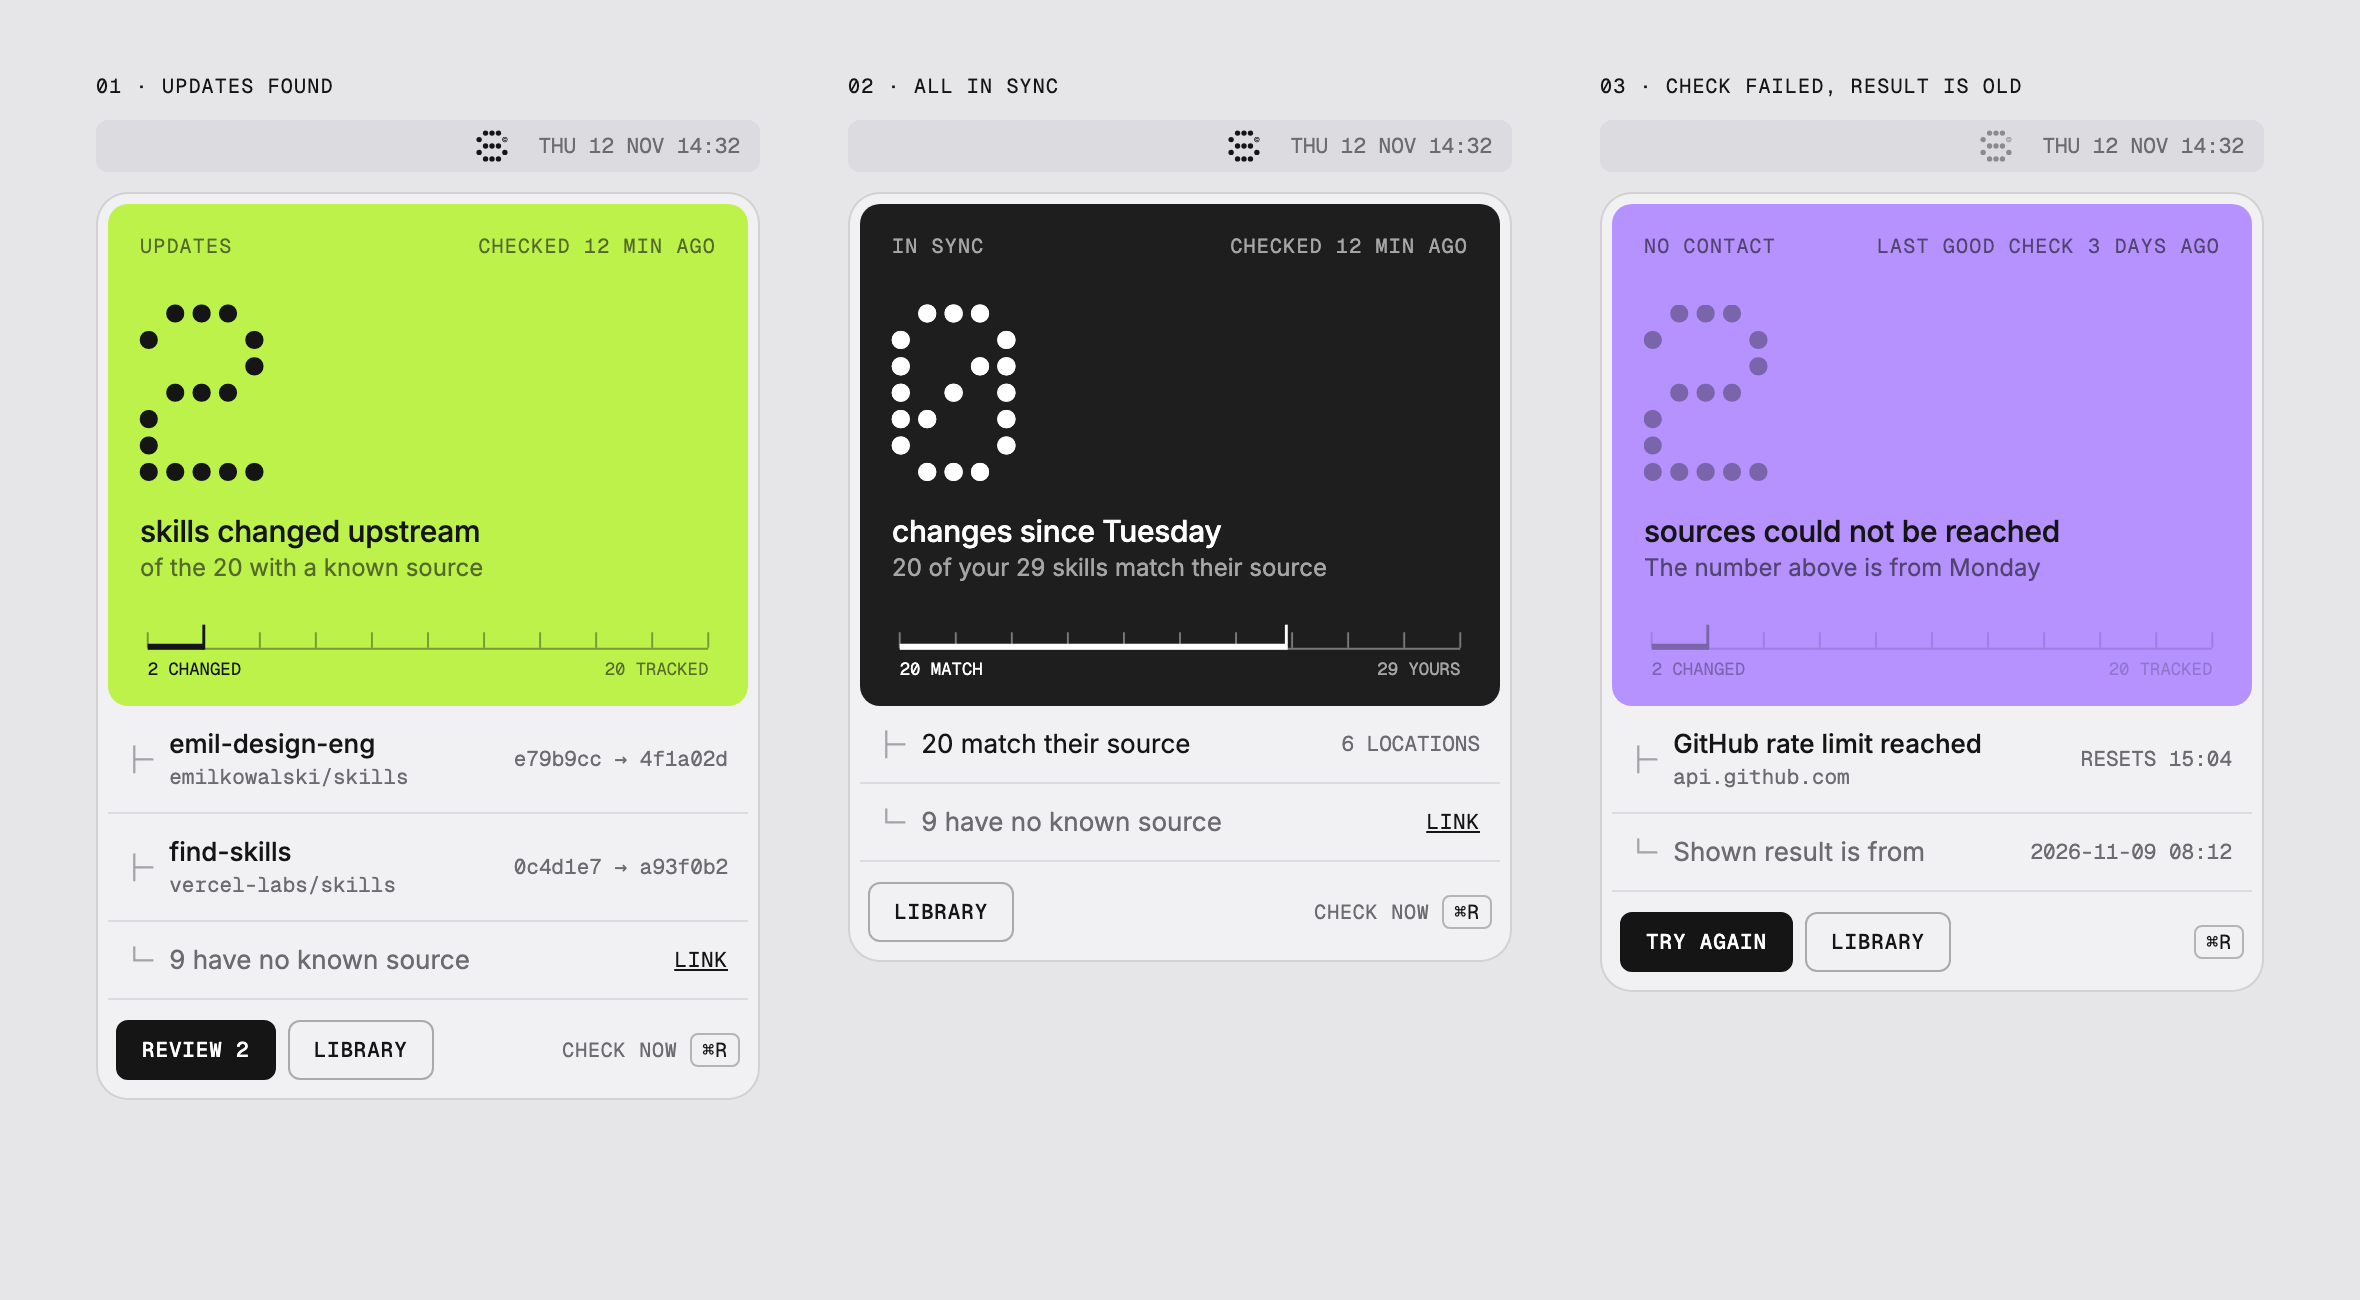 01 · UPDATES FOUND
THU 12 NOV 14:32
UPDATES
CHECKED 12 MIN AGO
2
skills changed upstream
of the 20 with a known source
2 CHANGED
20 TRACKED
emil-design-eng
e79b9cc → 4f1a02d
emilkowalski/skills
find-skills
0c4d1e7 → a93f0b2
vercel-labs/skills
9 have no known source
LINK
REVIEW 2
LIBRARY
CHECK NOW ⌘R
02 · ALL IN SYNC
THU 12 NOV 14:32
IN SYNC
CHECKED 12 MIN AGO
0
changes since Tuesday
20 of your 29 skills match their source
20 MATCH
29 YOURS
20 match their source
6 LOCATIONS
9 have no known source
LINK
LIBRARY
CHECK NOW ⌘R
03 · CHECK FAILED, RESULT IS OLD
THU 12 NOV 14:32
NO CONTACT
LAST GOOD CHECK 3 DAYS AGO
2
sources could not be reached
The number above is from Monday
2 CHANGED
20 TRACKED
GitHub rate limit reached
RESETS 15:04
api.github.com
Shown result is from
2026-11-09 08:12
TRY AGAIN
LIBRARY
⌘R